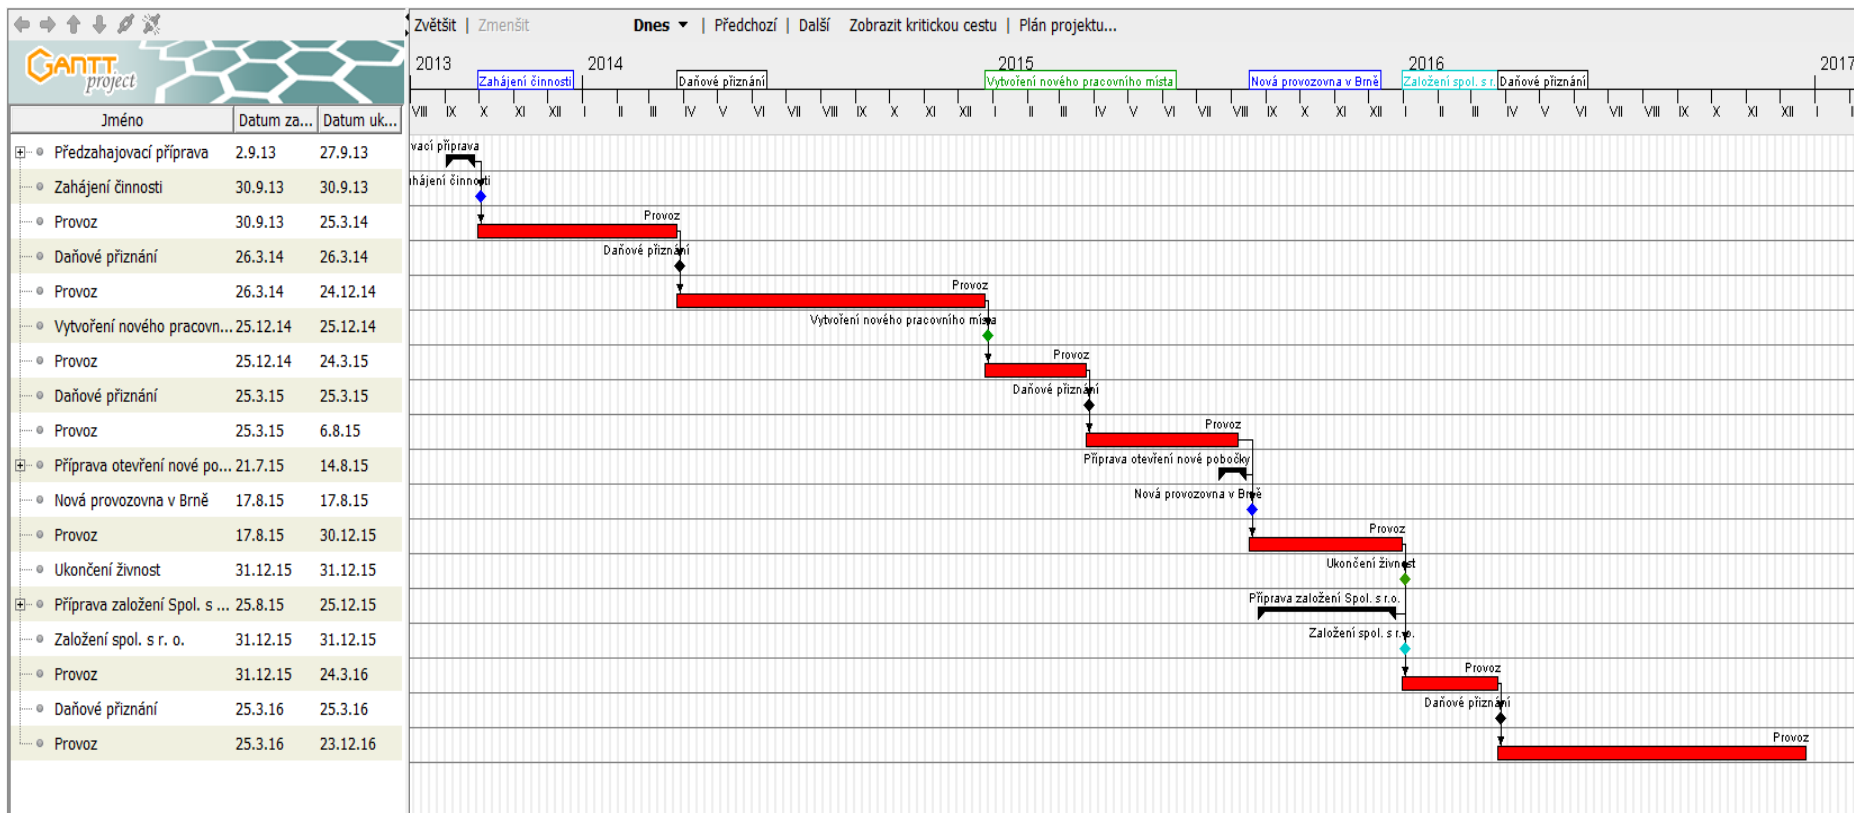 Zvětšit | Zmenšit Dnes ▼ | Předchozí | Další Zobrazit kritickou cestu | Plán projektu...
GANTT project
2013 2014 2015 2016 2017
Zahájení činnosti Daňové přiznání Vytvoření nového pracovního místa Nová provozovna v Brně Založení spol. s r. Daňové přiznání
VIII IX X XI XII I II III IV V VI VII VIII IX X XI XII I II III IV V VI VII VIII IX X XI XII I II III IV V VI VII VIII IX X XI XII I II
Jméno Datum za... Datum uk...
Předzahajovací příprava 2.9.13 27.9.13
Zahájení činnosti 30.9.13 30.9.13
Provoz 30.9.13 25.3.14
Daňové přiznání 26.3.14 26.3.14
Provoz 26.3.14 24.12.14
Vytvoření nového pracovn... 25.12.14 25.12.14
Provoz 25.12.14 24.3.15
Daňové přiznání 25.3.15 25.3.15
Provoz 25.3.15 6.8.15
Příprava otevření nové po... 21.7.15 14.8.15
Nová provozovna v Brně 17.8.15 17.8.15
Provoz 17.8.15 30.12.15
Ukončení živnost 31.12.15 31.12.15
Příprava založení Spol. s ... 25.8.15 25.12.15
Založení spol. s r. o. 31.12.15 31.12.15
Provoz 31.12.15 24.3.16
Daňové přiznání 25.3.16 25.3.16
Provoz 25.3.16 23.12.16
vací příprava
hájení činnosti
Provoz
Daňové přiznání
Provoz
Vytvoření nového pracovního místa
Provoz
Daňové přiznání
Provoz
Příprava otevření nové pobočky
Nová provozovna v Brně
Provoz
Ukončení živnost
Příprava založení Spol. s r.o.
Založení spol. s r. o.
Provoz
Daňové přiznání
Provoz